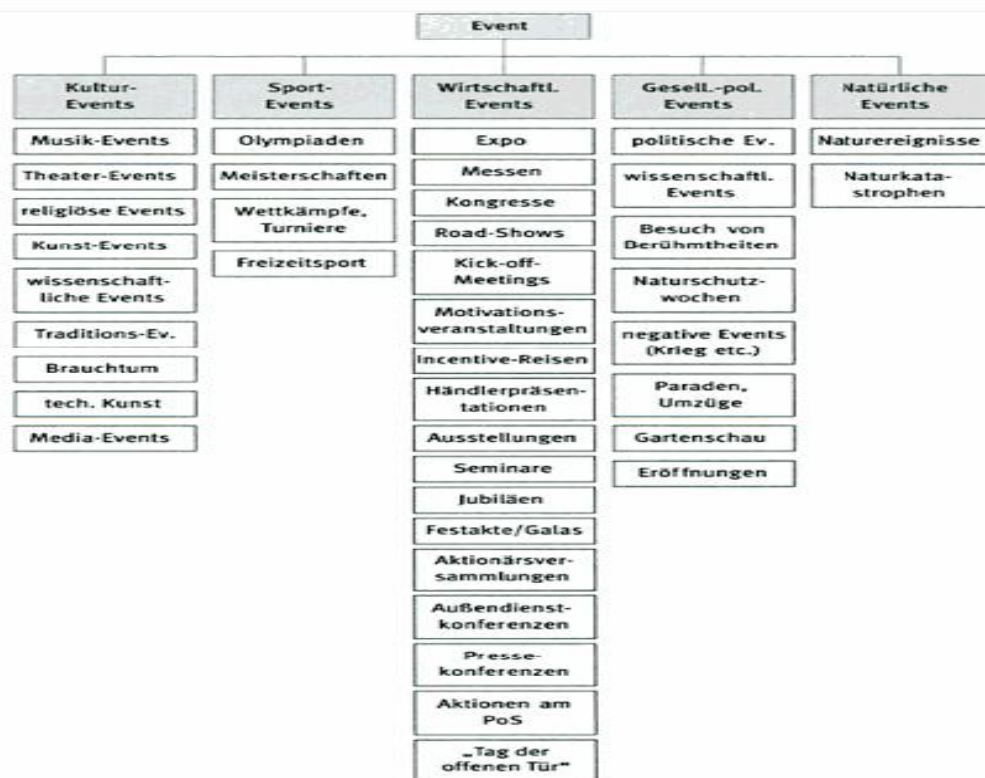 Event
Kultur-
Events
Musik-Events
Theater-Events
religiöse Events
Kunst-Events
wissenschaft-
liche Events
Traditions-Ev.
Brauchtum
tech. Kunst
Media-Events
Sport-
Events
Olympiaden
Meisterschaften
Wettkämpfe,
Turniere
Freizeitsport
Wirtschaftl.
Events
Expo
Messen
Kongresse
Road-Shows
Kick-off-
Meetings
Motivations-
veranstaltungen
Incentive-Reisen
Händlerpräsen-
tationen
Ausstellungen
Seminare
Jubiläen
Festakte/Galas
Aktionärsver-
sammlungen
Außendienst-
konferenzen
Presse-
konferenzen
Aktionen am
PoS
„Tag der
offenen Tür“
Gesell.-pol.
Events
politische Ev.
wissenschaftl.
Events
Besuch von
Berühmtheiten
Naturschutz-
wochen
negative Events
(Krieg etc.)
Paraden,
Umzüge
Gartenschau
Eröffnungen
Natürliche
Events
Naturereignisse
Naturkata-
strophen